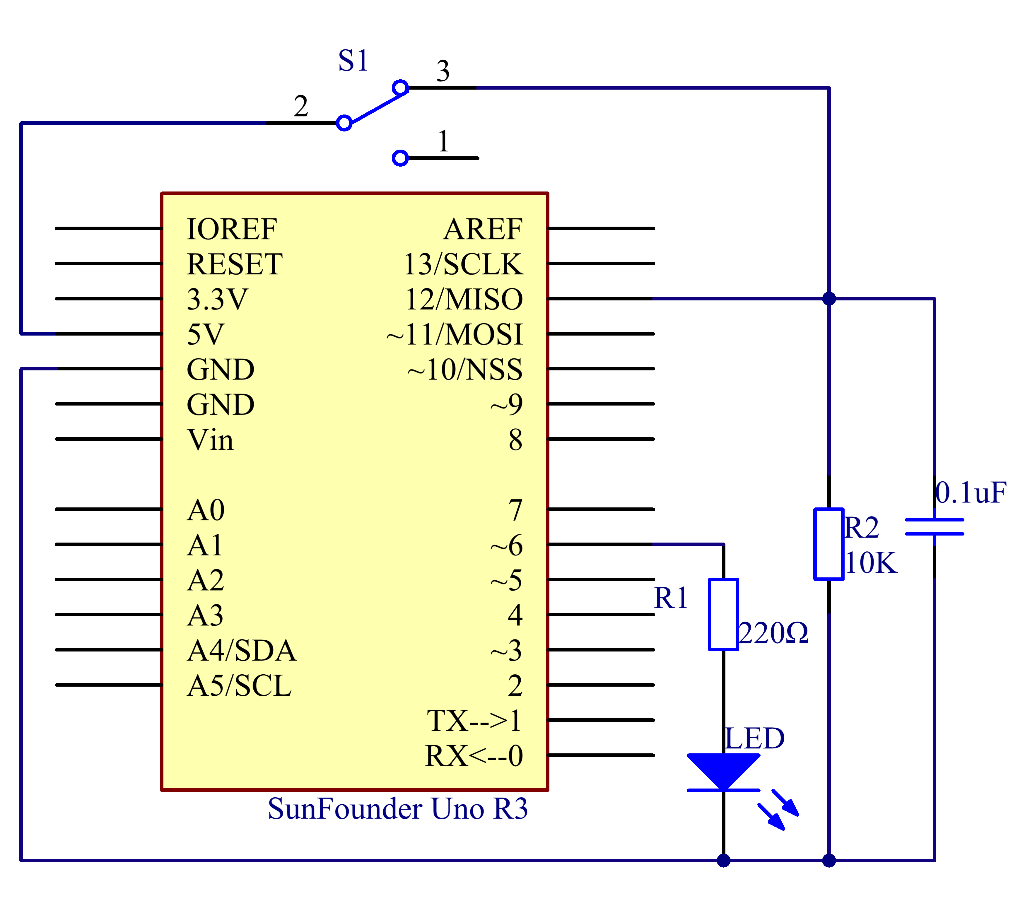 S1
3
2
1
IOREF
AREF
RESET
13/SCLK
3.3V
12/MISO
5V
~11/MOSI
GND
~10/NSS
GND
~9
Vin
8
0.1uF
A0
7
R2
A1
~6
10K
A2
~5
R1
A3
4
220Ω
A4/SDA
~3
A5/SCL
2
TX-->1
LED
RX<--0
SunFounder Uno R3